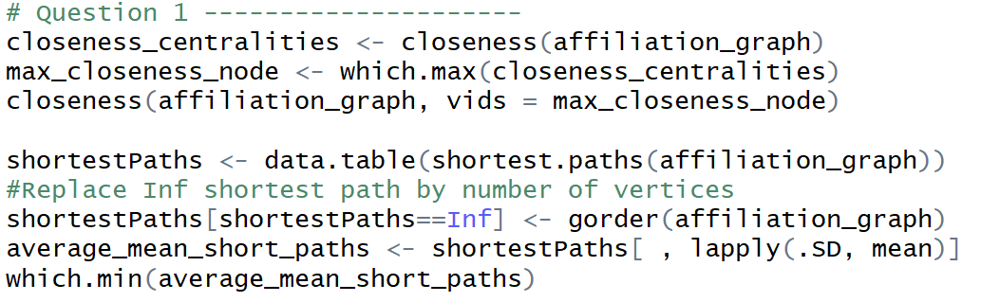 # Question 1 ---------------------
closeness_centralities <- closeness(affiliation_graph)
max_closeness_node <- which.max(closeness_centralities)
closeness(affiliation_graph, vids = max_closeness_node)
shortestPaths <- data.table(shortest.paths(affiliation_graph))
#Replace Inf shortest path by number of vertices
shortestPaths[shortestPaths==Inf] <- gorder(affiliation_graph)
average_mean_short_paths <- shortestPaths[ , lapply(.SD, mean)]
which.min(average_mean_short_paths)